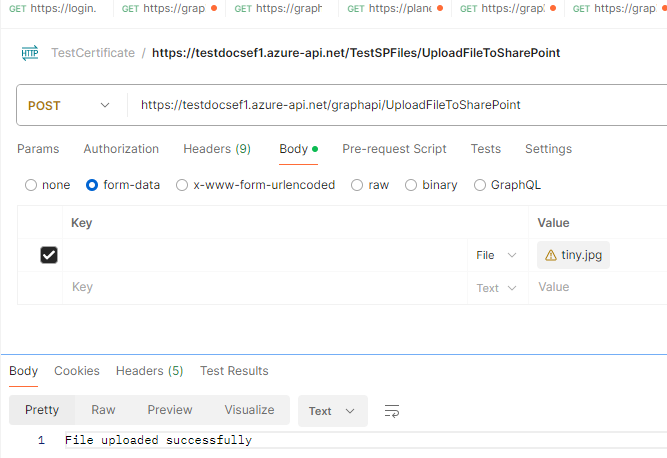 GET https://login. GET https://grap GET https://graph GET https://plane GET https://grap GET https://grap
HTTP TestCertificate / https://testdocsef1.azure-api.net/TestSPFiles/UploadFileToSharePoint
POST https://testdocsef1.azure-api.net/graphapi/UploadFileToSharePoint
Params Authorization Headers (9) Body Pre-request Script Tests Settings
none form-data x-www-form-urlencoded raw binary GraphQL
Key Value
File tiny.jpg
Key Text Value
Body Cookies Headers (5) Test Results
Pretty Raw Preview Visualize Text
1 File uploaded successfully